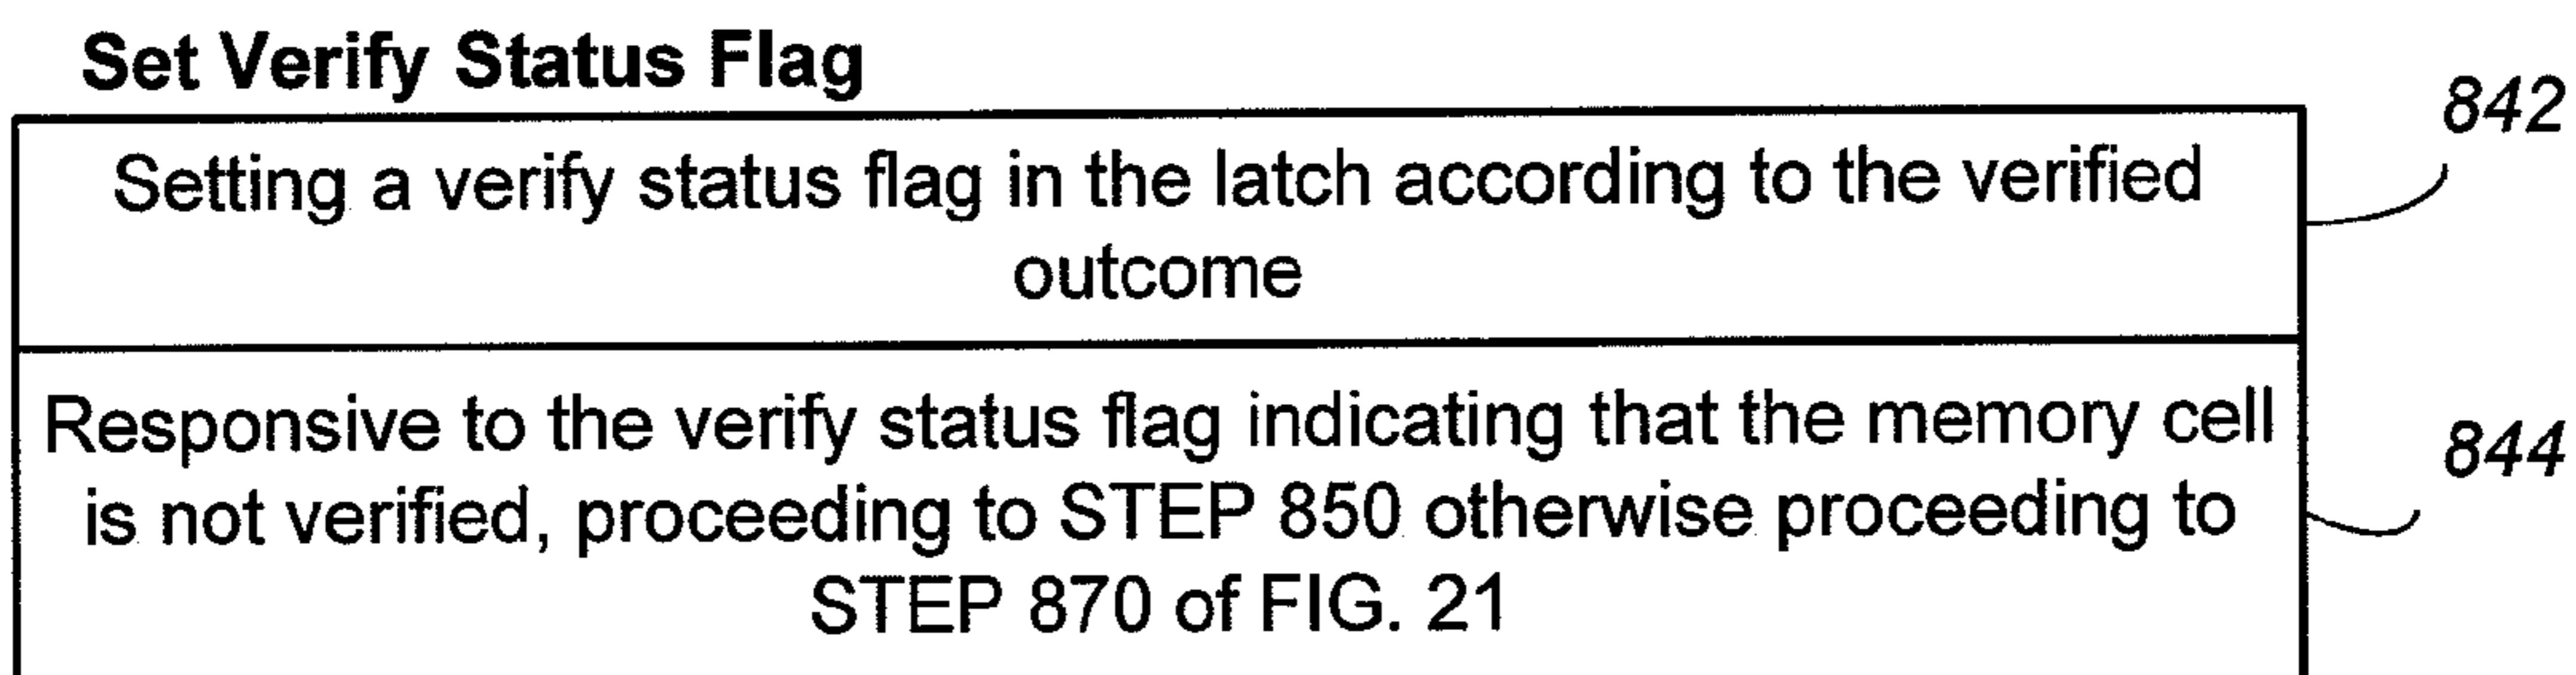 Set Verify Status Flag
842
Setting a verify status flag in the latch according to the verified
outcome
Responsive to the verify status flag indicating that the memory cell
844
is not verified, proceeding to STEP 850 otherwise proceeding to
STEP 870 of FIG. 21